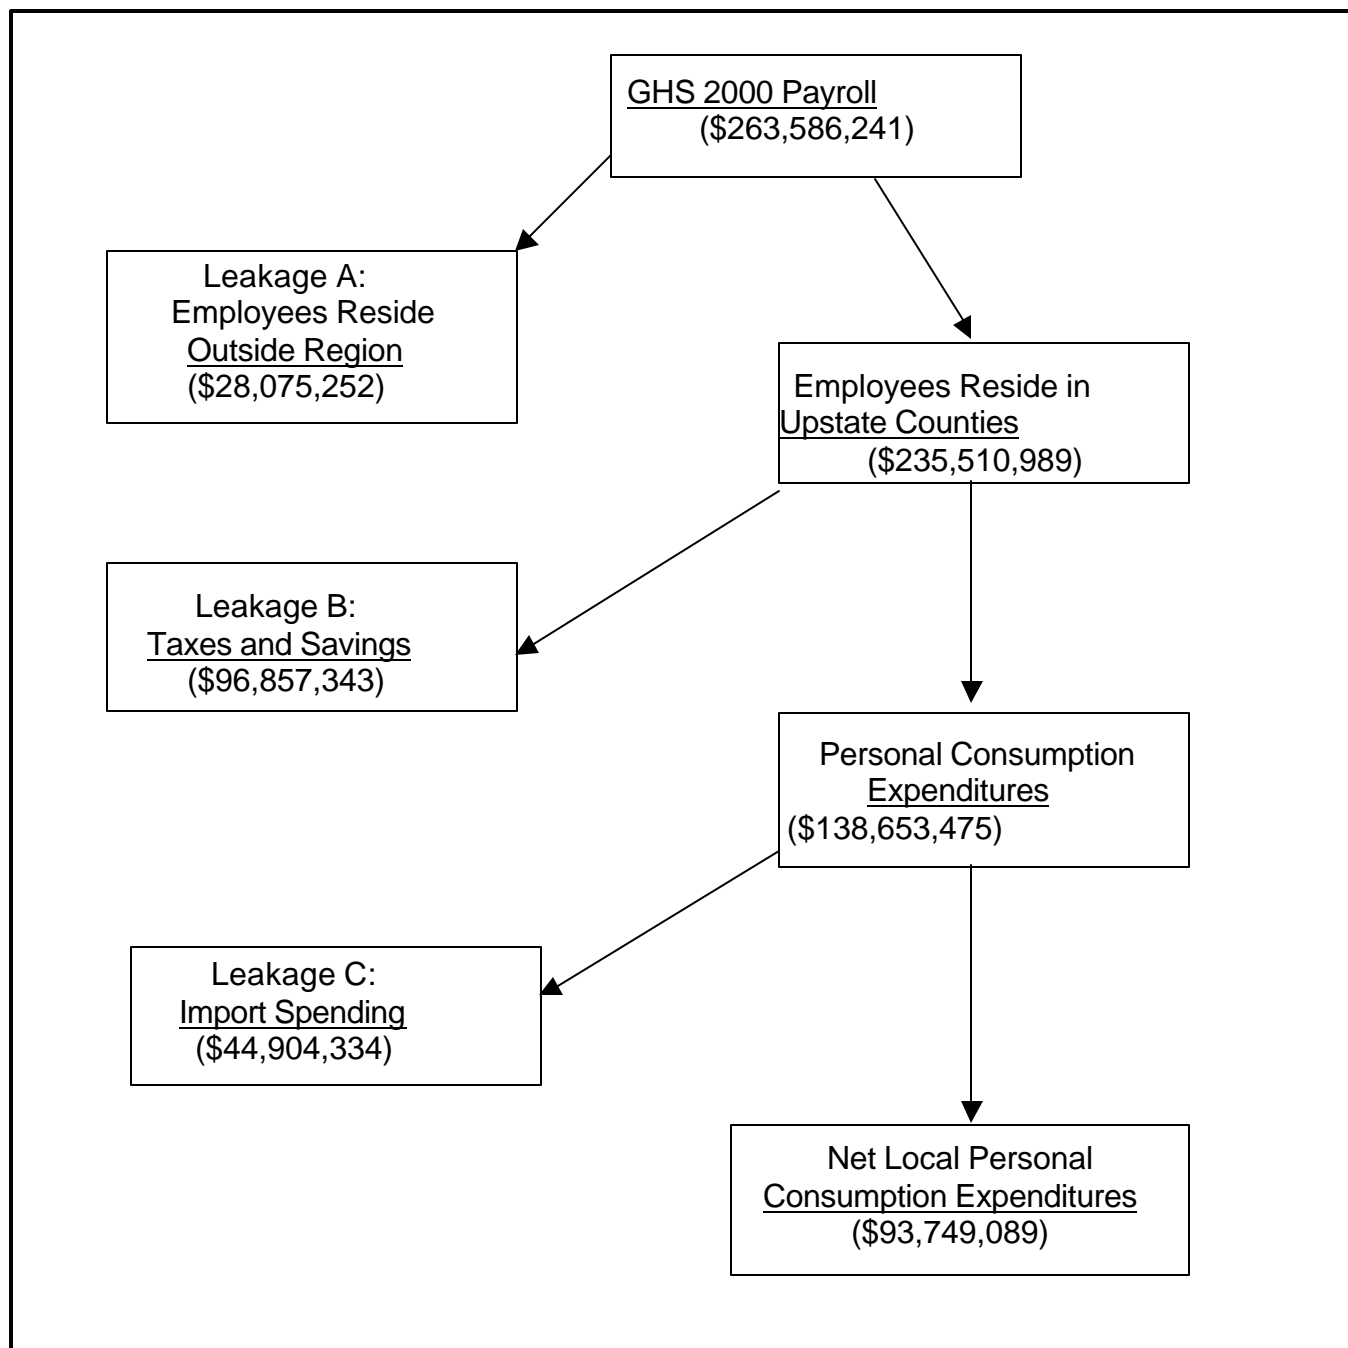 GHS 2000 Payroll
($263,586,241)
Leakage A:
Employees Reside
Outside Region
($28,075,252)
Employees Reside in
Upstate Counties
($235,510,989)
Leakage B:
Taxes and Savings
($96,857,343)
Personal Consumption
Expenditures
($138,653,475)
Leakage C:
Import Spending
($44,904,334)
Net Local Personal
Consumption Expenditures
($93,749,089)